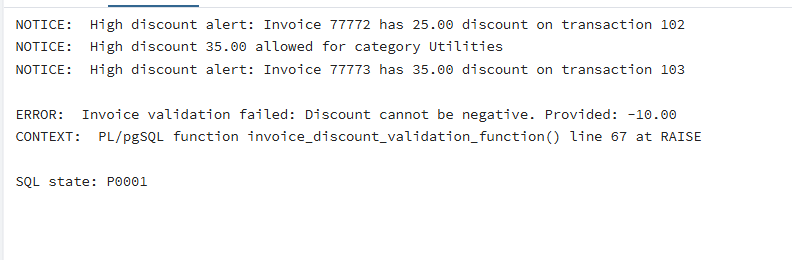 NOTICE:  High discount alert: Invoice 77772 has 25.00 discount on transaction 102
NOTICE:  High discount 35.00 allowed for category Utilities
NOTICE:  High discount alert: Invoice 77773 has 35.00 discount on transaction 103
ERROR:  Invoice validation failed: Discount cannot be negative. Provided: -10.00
CONTEXT:  PL/pgSQL function invoice_discount_validation_function() line 67 at RAISE
SQL state: P0001